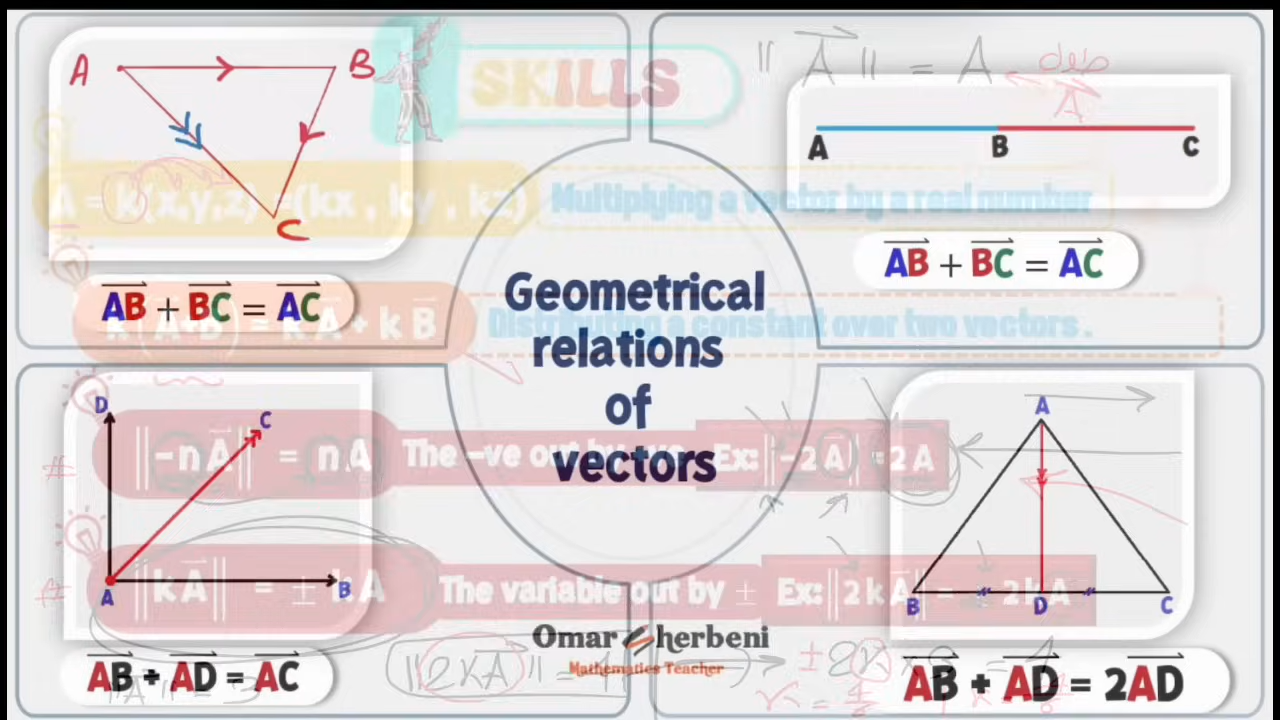 SKILLS
A = k(x,y,z) = (kx , ky , kz) Multiplying a vector by a real number
Distributing a constant over two vectors .
‖-nA⃗‖ = nA The -ve out by +ve Ex: ‖-2A⃗‖ = 2A
‖kA⃗‖ = ± kA The variable out by ± Ex: ‖2kA⃗‖ = ± 2kA
A B
C
AB⃗ + BC⃗ = AC⃗
‖A⃗‖ = A
A B C
AB⃗ + BC⃗ = AC⃗
Geometrical
relations
of
vectors
D
C
A
B
AB⃗ + AD⃗ = AC⃗
A
B D C
AB⃗ + AD⃗ = 2AD⃗
Omar Sherbeni
Mathematics Teacher